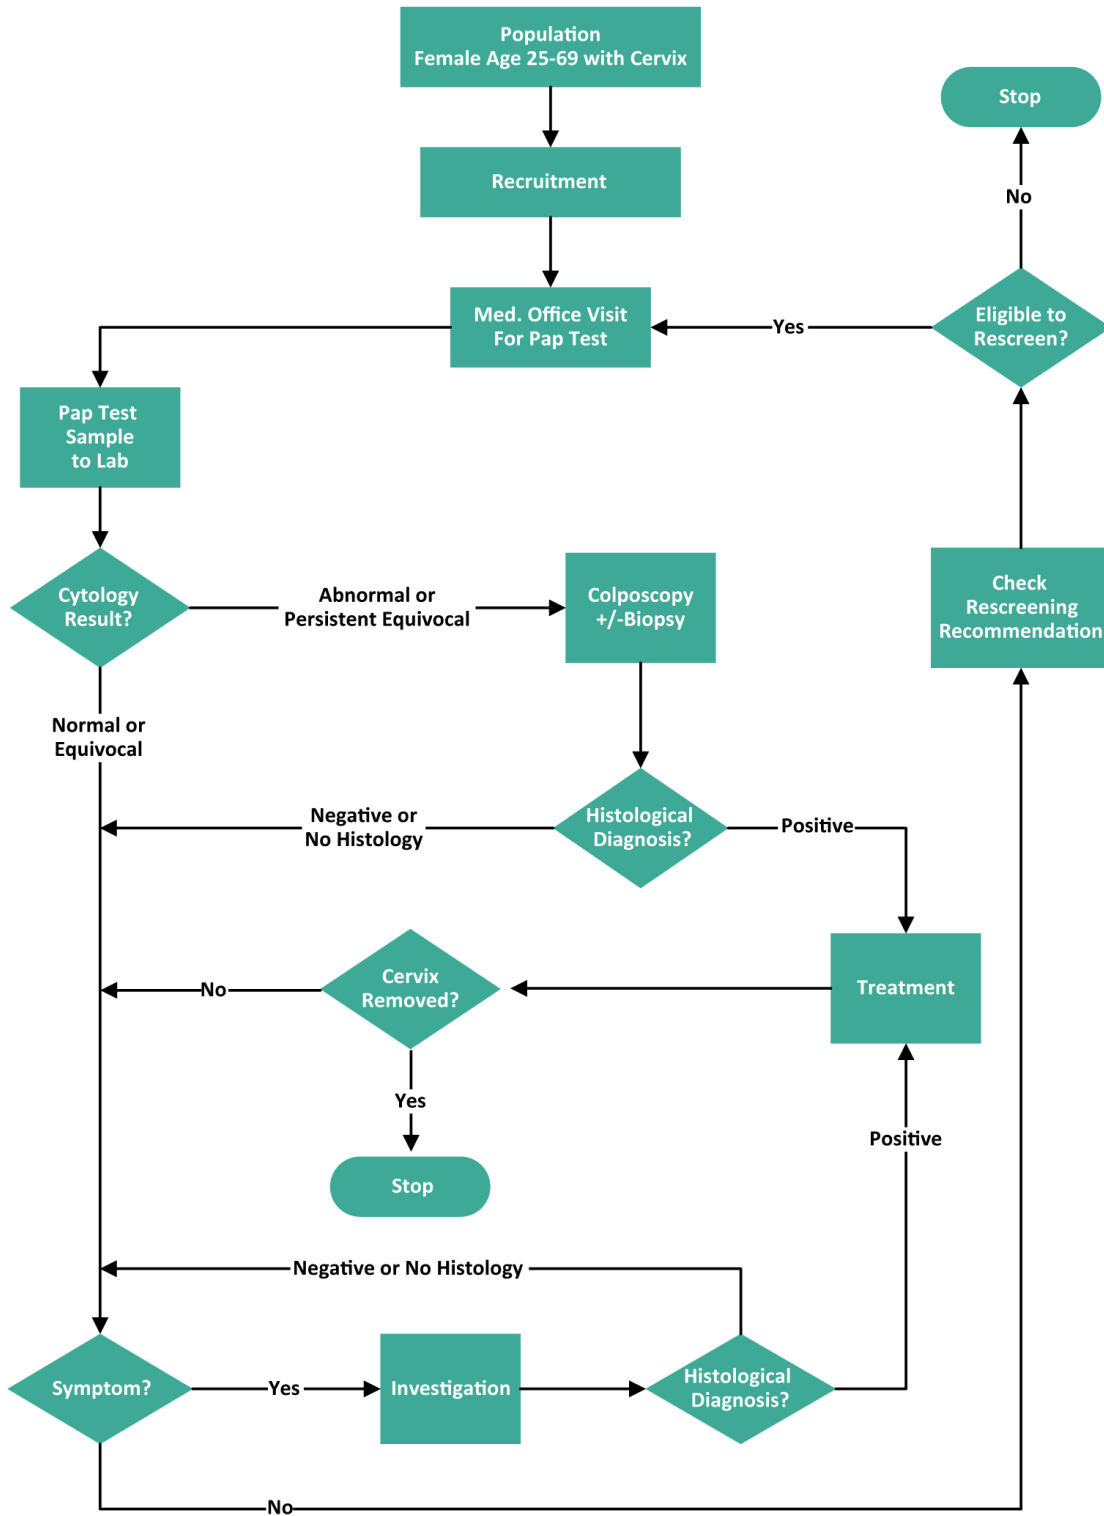 Population
Female Age 25-69 with Cervix
Stop
Recruitment
No
Med. Office Visit
For Pap Test
Yes
Eligible to
Rescreen?
Pap Test
Sample
to Lab
Cytology
Result?
Abnormal or
Persistent Equivocal
Colposcopy
+/-Biopsy
Check
Rescreening
Recommendation
Normal or
Equivocal
Negative or
No Histology
Histological
Diagnosis?
Positive
No
Cervix
Removed?
Treatment
Yes
Positive
Stop
Negative or No Histology
Symptom?
Yes
Investigation
Histological
Diagnosis?
No